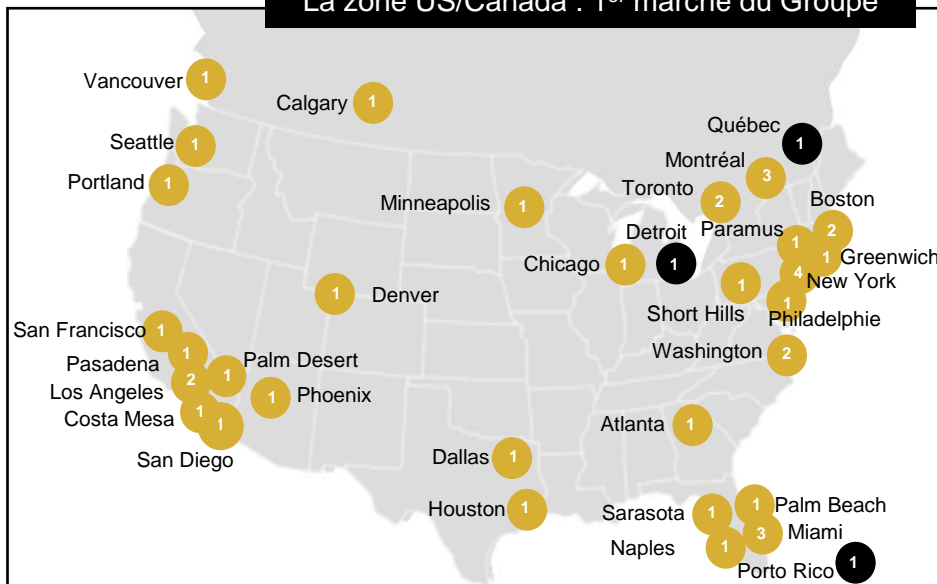 La zone US/Canada : 1er marché du Groupe
Vancouver 1
Calgary 1
Seattle 1
Québec 1
Portland 1
Montréal 3
Toronto 2
Boston 2
Minneapolis 1
Paramus 1
Detroit 1
Greenwich 1
Chicago 1
New York 4
Denver 1
Short Hills 1
Philadelphie 1
San Francisco 1
Washington 2
Pasadena 1
Palm Desert 1
Los Angeles 2
Phoenix 1
Costa Mesa 1
San Diego 1
Atlanta 1
Dallas 1
Houston 1
Sarasota 1
Palm Beach 1
Miami 3
Naples 1
Porto Rico 1